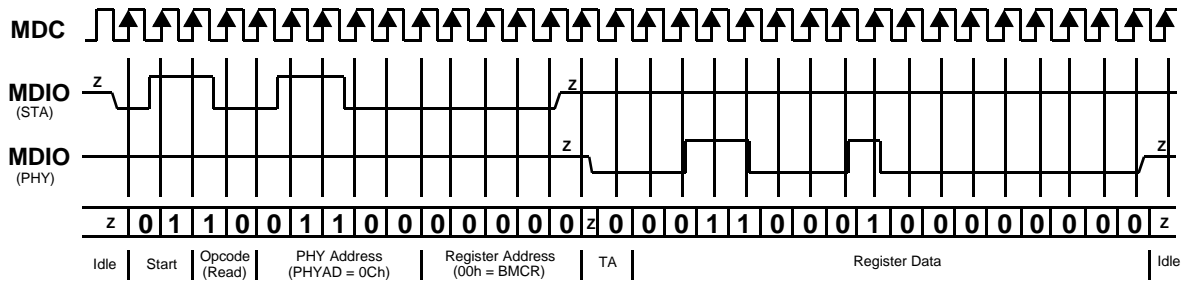 MDC
MDIO
(STA)
z
z
MDIO
(PHY)
z
z
z 0 1 1 0 0 1 1 0 0 0 0 0 0 0 z 0 0 0 1 1 0 0 0 1 0 0 0 0 0 0 0 0 z
Idle
Start
Opcode
(Read)
PHY Address
(PHYAD = 0Ch)
Register Address
(00h = BMCR)
TA
Register Data
Idle